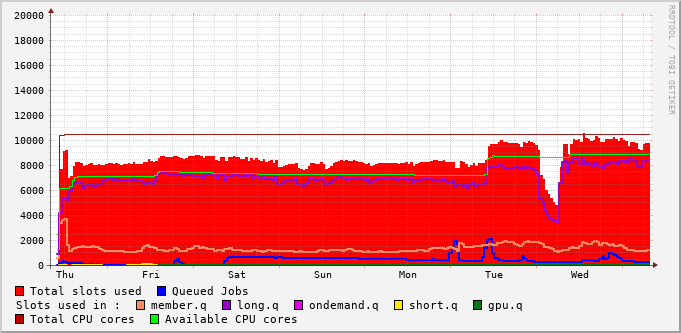 20000
18000
16000
14000
12000
10000
8000
6000
4000
2000
0
Thu Fri Sat Sun Mon Tue Wed
RRDTOOL / TOBI OETIKER
Total slots used Queued Jobs
Slots used in : member.q long.q ondemand.q short.q gpu.q
Total CPU cores Available CPU cores